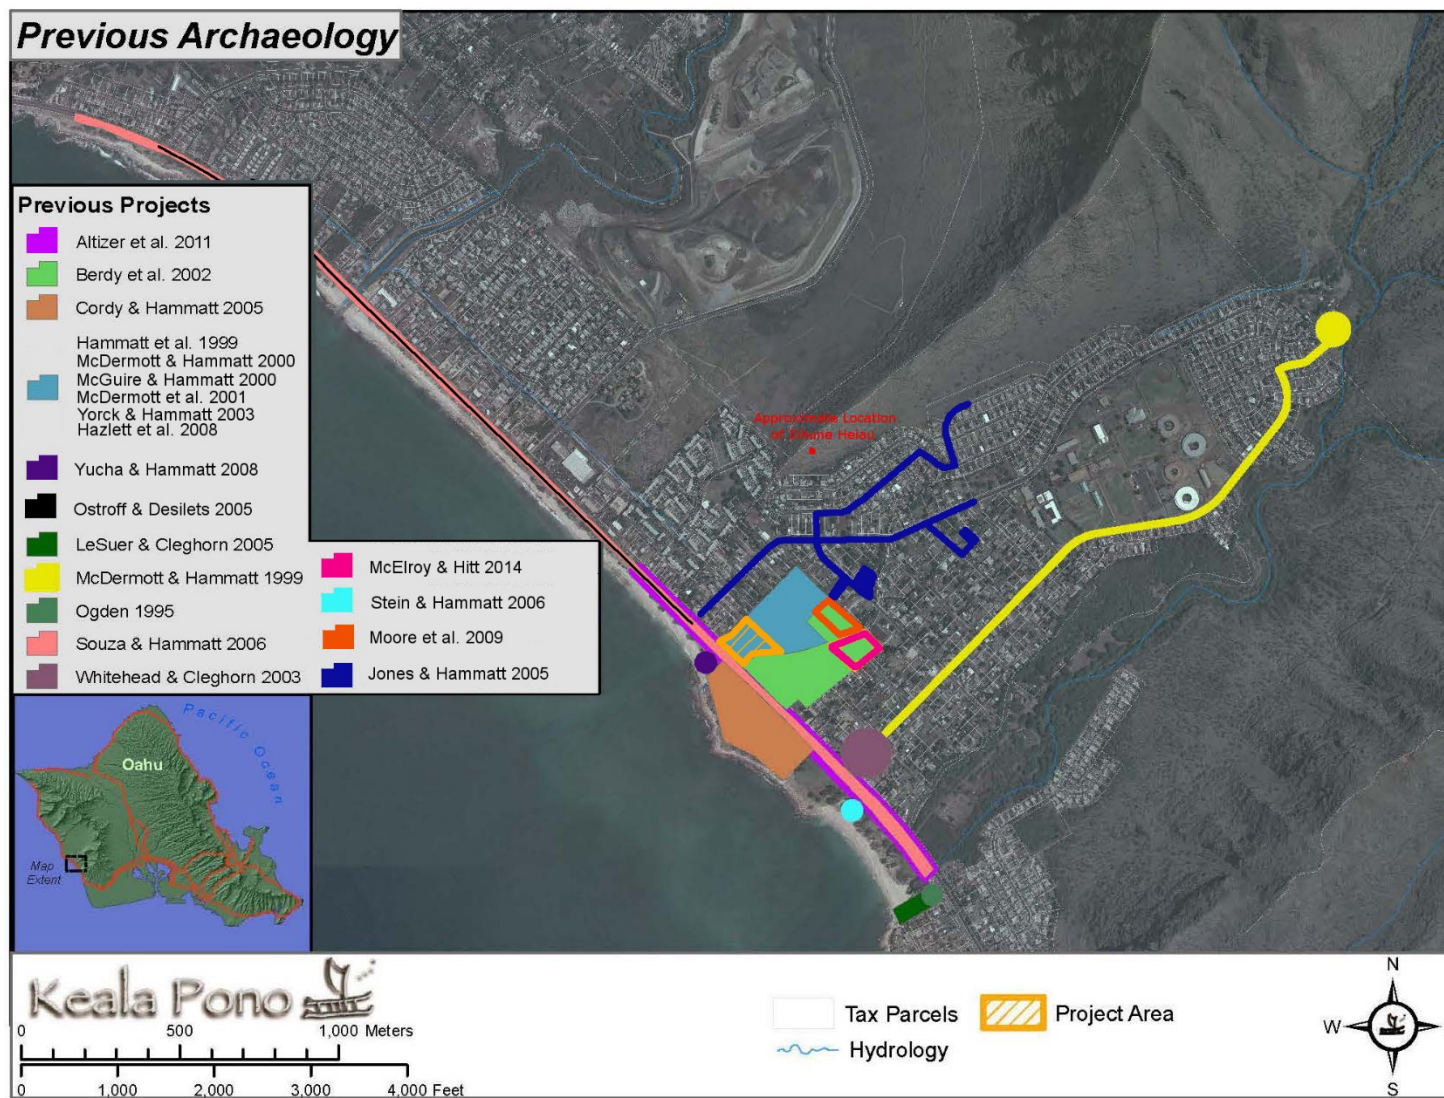 Previous Archaeology
Approximate Location
Heiau
Previous Projects
Altizer et al. 2011
Berdy et al. 2002
Cordy & Hammatt 2005
Hammatt et al. 1999
McDermott & Hammatt 2000
McGuire & Hammatt 2000
McDermott et al. 2001
Yorck & Hammatt 2003
Hazlett et al. 2008
Yucha & Hammatt 2008
Ostroff & Desilets 2005
LeSuer & Cleghorn 2005
McDermott & Hammatt 1999
Ogden 1995
Souza & Hammatt 2006
Whitehead & Cleghorn 2003
McElroy & Hitt 2014
Stein & Hammatt 2006
Moore et al. 2009
Jones & Hammatt 2005
Pacific Ocean
Oahu
Map
Extent
Keala Pono
0 500 1,000 Meters
0 1,000 2,000 3,000 4,000 Feet
Tax Parcels
Project Area
Hydrology
N
W
E
S